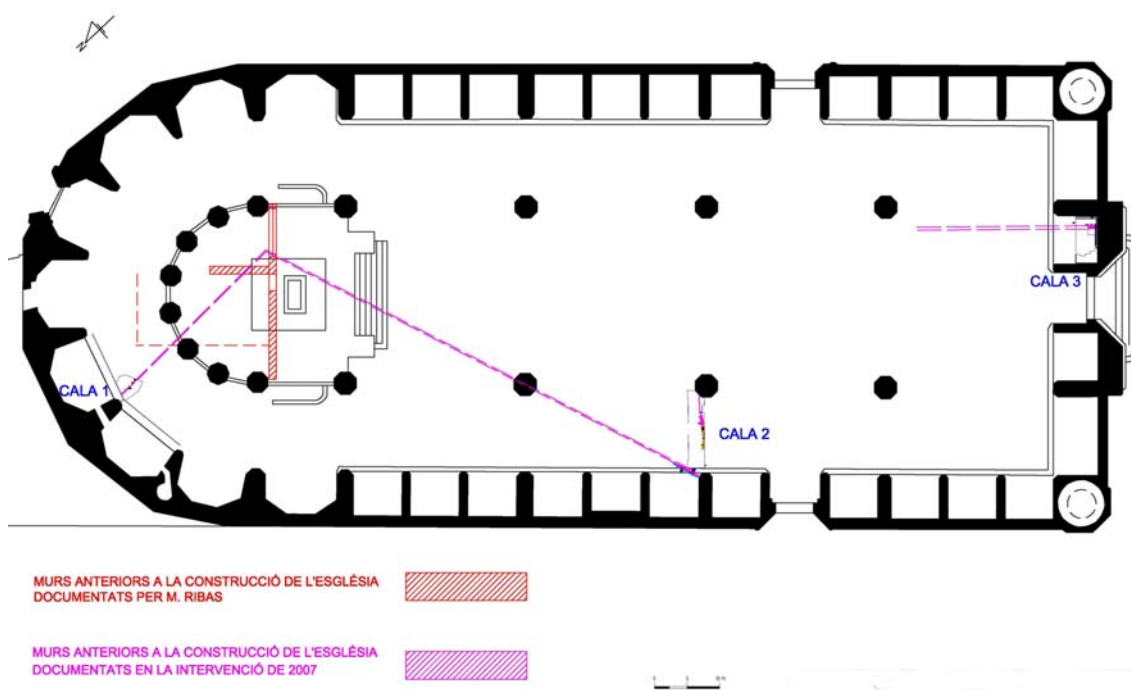 N
CALA 3
CALA 1
CALA 2
MURS ANTERIORS A LA CONSTRUCCIÓ DE L'ESGLÉSIA
DOCUMENTATS PER M. RIBAS
MURS ANTERIORS A LA CONSTRUCCIÓ DE L'ESGLÉSIA
DOCUMENTATS EN LA INTERVENCIÓ DE 2007